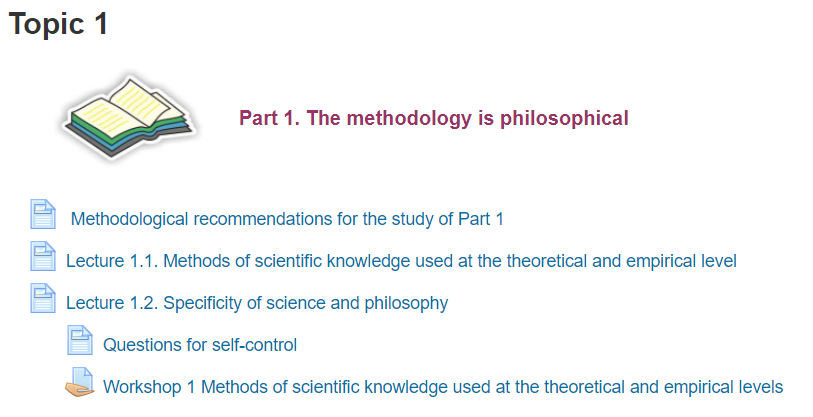 Topic 1
Part 1. The methodology is philosophical
Methodological recommendations for the study of Part 1
Lecture 1.1. Methods of scientific knowledge used at the theoretical and empirical level
Lecture 1.2. Specificity of science and philosophy
Questions for self-control
Workshop 1 Methods of scientific knowledge used at the theoretical and empirical levels